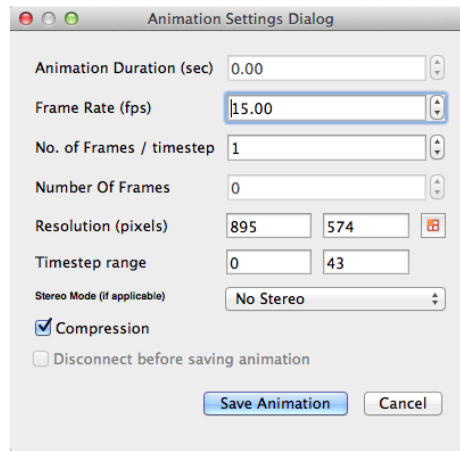 Animation Settings Dialog
Animation Duration (sec) 0.00
Frame Rate (fps) 15.00
No. of Frames / timestep 1
Number Of Frames 0
Resolution (pixels) 895 574
Timestep range 0 43
Stereo Mode (if applicable) No Stereo
Compression
Disconnect before saving animation
Save Animation Cancel